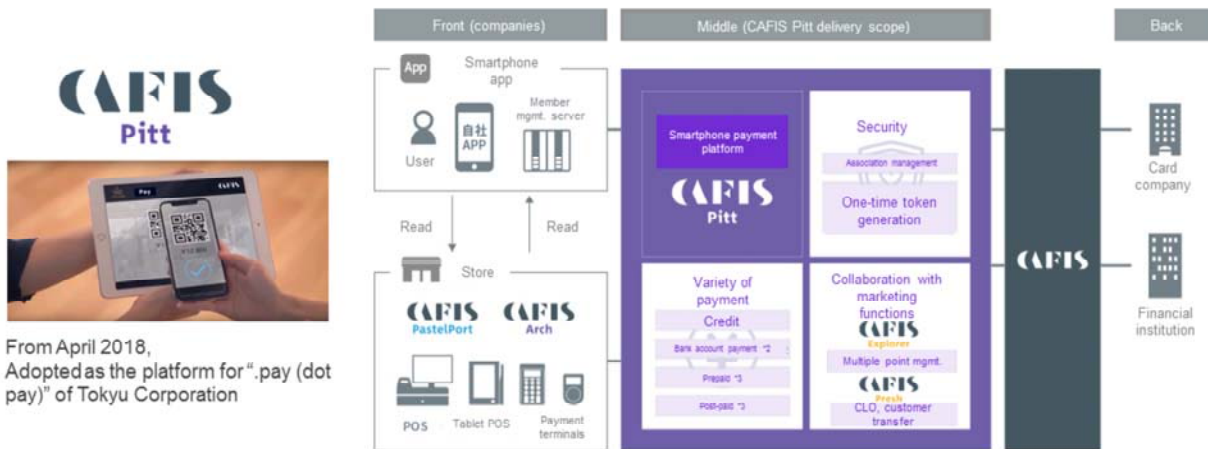 CAFIS
Pitt
Pay
CAFIS
From April 2018,
Adopted as the platform for “.pay (dot
pay)” of Tokyu Corporation
Front (companies)
App
Smartphone
app
User
自社
APP
Member
mgmt. server
Read
Read
Store
CAFIS
PastelPort
CAFIS
Arch
POS
Tablet POS
Payment
terminals
Middle (CAFIS Pitt delivery scope)
Smartphone payment
platform
CAFIS
Pitt
Security
Association management
One-time token
generation
Variety of
payment
Credit
Bank account payment *2
Prepaid *3
Post-paid *3
Collaboration with
marketing
functions
CAFIS
Explorer
Multiple point mgmt.
CAFIS
Presh
CLO, customer
transfer
CAFIS
Back
Card
company
Financial
institution